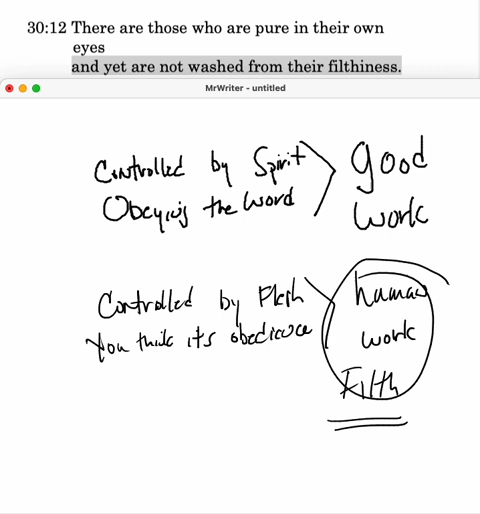 30:12 There are those who are pure in their own
eyes
and yet are not washed from their filthiness.
MrWriter - untitled
Controlled by Spirit
Obeying the Word
good
work
Controlled by Flesh
You think its obedience
human
work
Filth